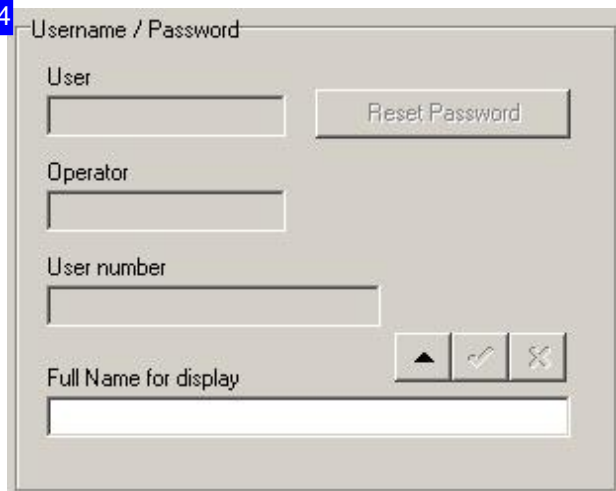 4
Username / Password
User
Reset Password
Operator
User number
Full Name for display